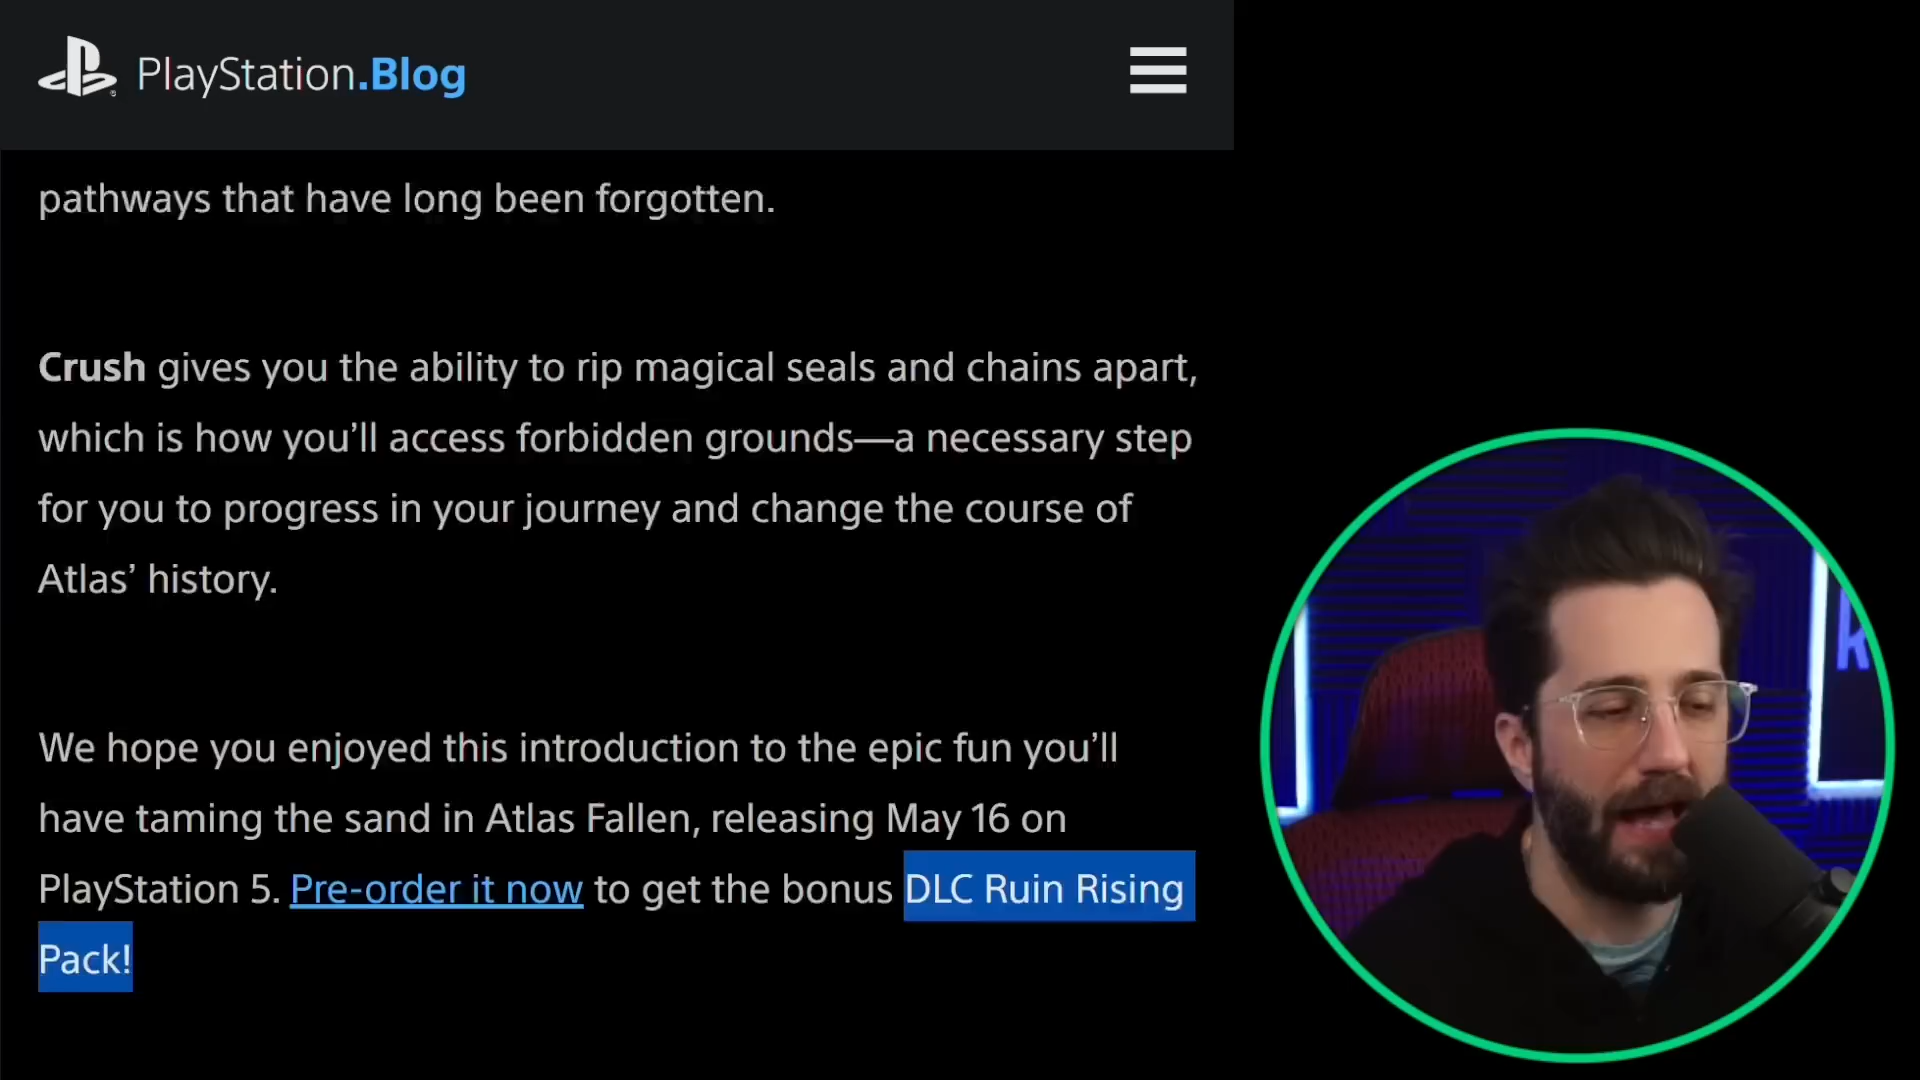 PlayStation.Blog
pathways that have long been forgotten.
Crush gives you the ability to rip magical seals and chains apart,
which is how you’ll access forbidden grounds—a necessary step
for you to progress in your journey and change the course of
Atlas’ history.
We hope you enjoyed this introduction to the epic fun you’ll
have taming the sand in Atlas Fallen, releasing May 16 on
PlayStation 5. Pre-order it now to get the bonus DLC Ruin Rising
Pack!